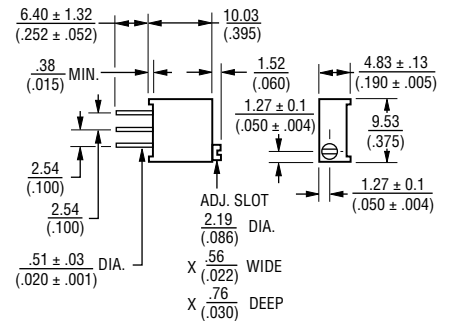 6.40 ± 1.32
(.252 ± .052)
10.03
(.395)
.38
(.015)
MIN.
1.52
(.060)
4.83 ± .13
(.190 ± .005)
1.27 ± 0.1
(.050 ± .004)
9.53
(.375)
2.54
(.100)
2.54
(.100)
1.27 ± 0.1
(.050 ± .004)
ADJ. SLOT
2.19
(.086)
DIA.
.51 ± .03
(.020 ± .001)
DIA.
X .56
(.022)
WIDE
X .76
(.030)
DEEP